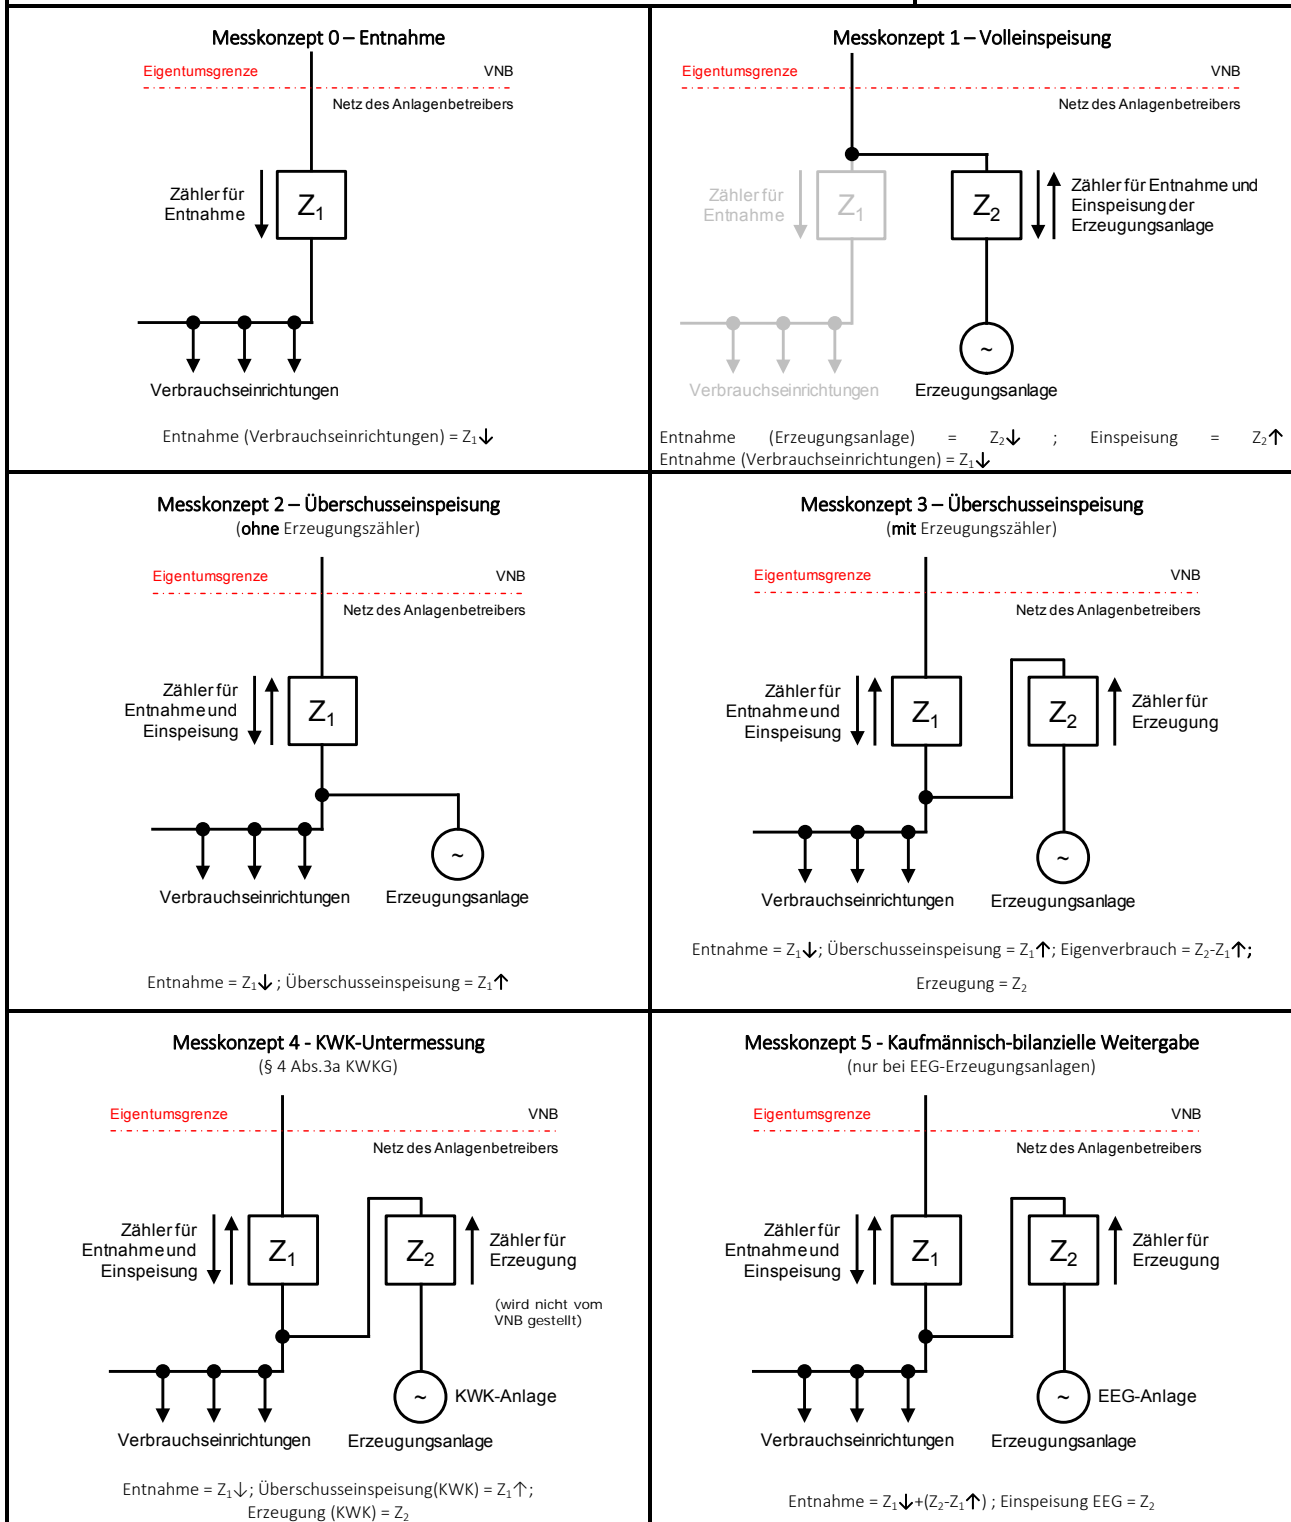 Messkonzept 0 – Entnahme
Eigentumsgrenze
VNB
Netz des Anlagenbetreibers
Zähler für
Entnahme
Z1
Verbrauchseinrichtungen
Entnahme (Verbrauchseinrichtungen) = Z1↓
Messkonzept 1 – Volleinspeisung
Eigentumsgrenze
VNB
Netz des Anlagenbetreibers
Zähler für
Entnahme
Z1
Z2
Zähler für Entnahme und
Einspeisung der
Erzeugungsanlage
~
Verbrauchseinrichtungen
Erzeugungsanlage
Entnahme (Erzeugungsanlage) = Z2↓ ; Einspeisung = Z2↑
Entnahme (Verbrauchseinrichtungen) = Z1↓
Messkonzept 2 – Überschusseinspeisung
(ohne Erzeugungszähler)
Eigentumsgrenze
VNB
Netz des Anlagenbetreibers
Zähler für
Entnahme und
Einspeisung
Z1
~
Verbrauchseinrichtungen
Erzeugungsanlage
Entnahme = Z1↓ ; Überschusseinspeisung = Z1↑
Messkonzept 3 – Überschusseinspeisung
(mit Erzeugungszähler)
Eigentumsgrenze
VNB
Netz des Anlagenbetreibers
Zähler für
Entnahme und
Einspeisung
Z1
Z2
Zähler für
Erzeugung
~
Verbrauchseinrichtungen
Erzeugungsanlage
Entnahme = Z1↓; Überschusseinspeisung = Z1↑; Eigenverbrauch = Z2-Z1↑;
Erzeugung = Z2
Messkonzept 4 - KWK-Untermessung
(§ 4 Abs.3a KWKG)
Eigentumsgrenze
VNB
Netz des Anlagenbetreibers
Zähler für
Entnahme und
Einspeisung
Z1
Z2
Zähler für
Erzeugung
(wird nicht vom
VNB gestellt)
~
KWK-Anlage
Verbrauchseinrichtungen
Erzeugungsanlage
Entnahme = Z1↓; Überschusseinspeisung(KWK) = Z1↑;
Erzeugung (KWK) = Z2
Messkonzept 5 - Kaufmännisch-bilanzielle Weitergabe
(nur bei EEG-Erzeugungsanlagen)
Eigentumsgrenze
VNB
Netz des Anlagenbetreibers
Zähler für
Entnahme und
Einspeisung
Z1
Z2
Zähler für
Erzeugung
~
EEG-Anlage
Verbrauchseinrichtungen
Erzeugungsanlage
Entnahme = Z1↓+(Z2-Z1↑) ; Einspeisung EEG = Z2